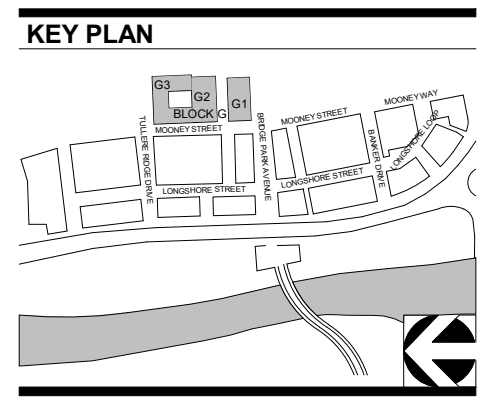 KEY PLAN
G3
G2
G1
BLOCK G
MOONEY STREET
TULLERE RIDGE DRIVE
BRIDGE PARK AVENUE
MOONEY STREET
MOONEY WAY
LONGSHORE LOOP
BANKER DRIVE
LONGSHORE STREET
LONGSHORE STREET